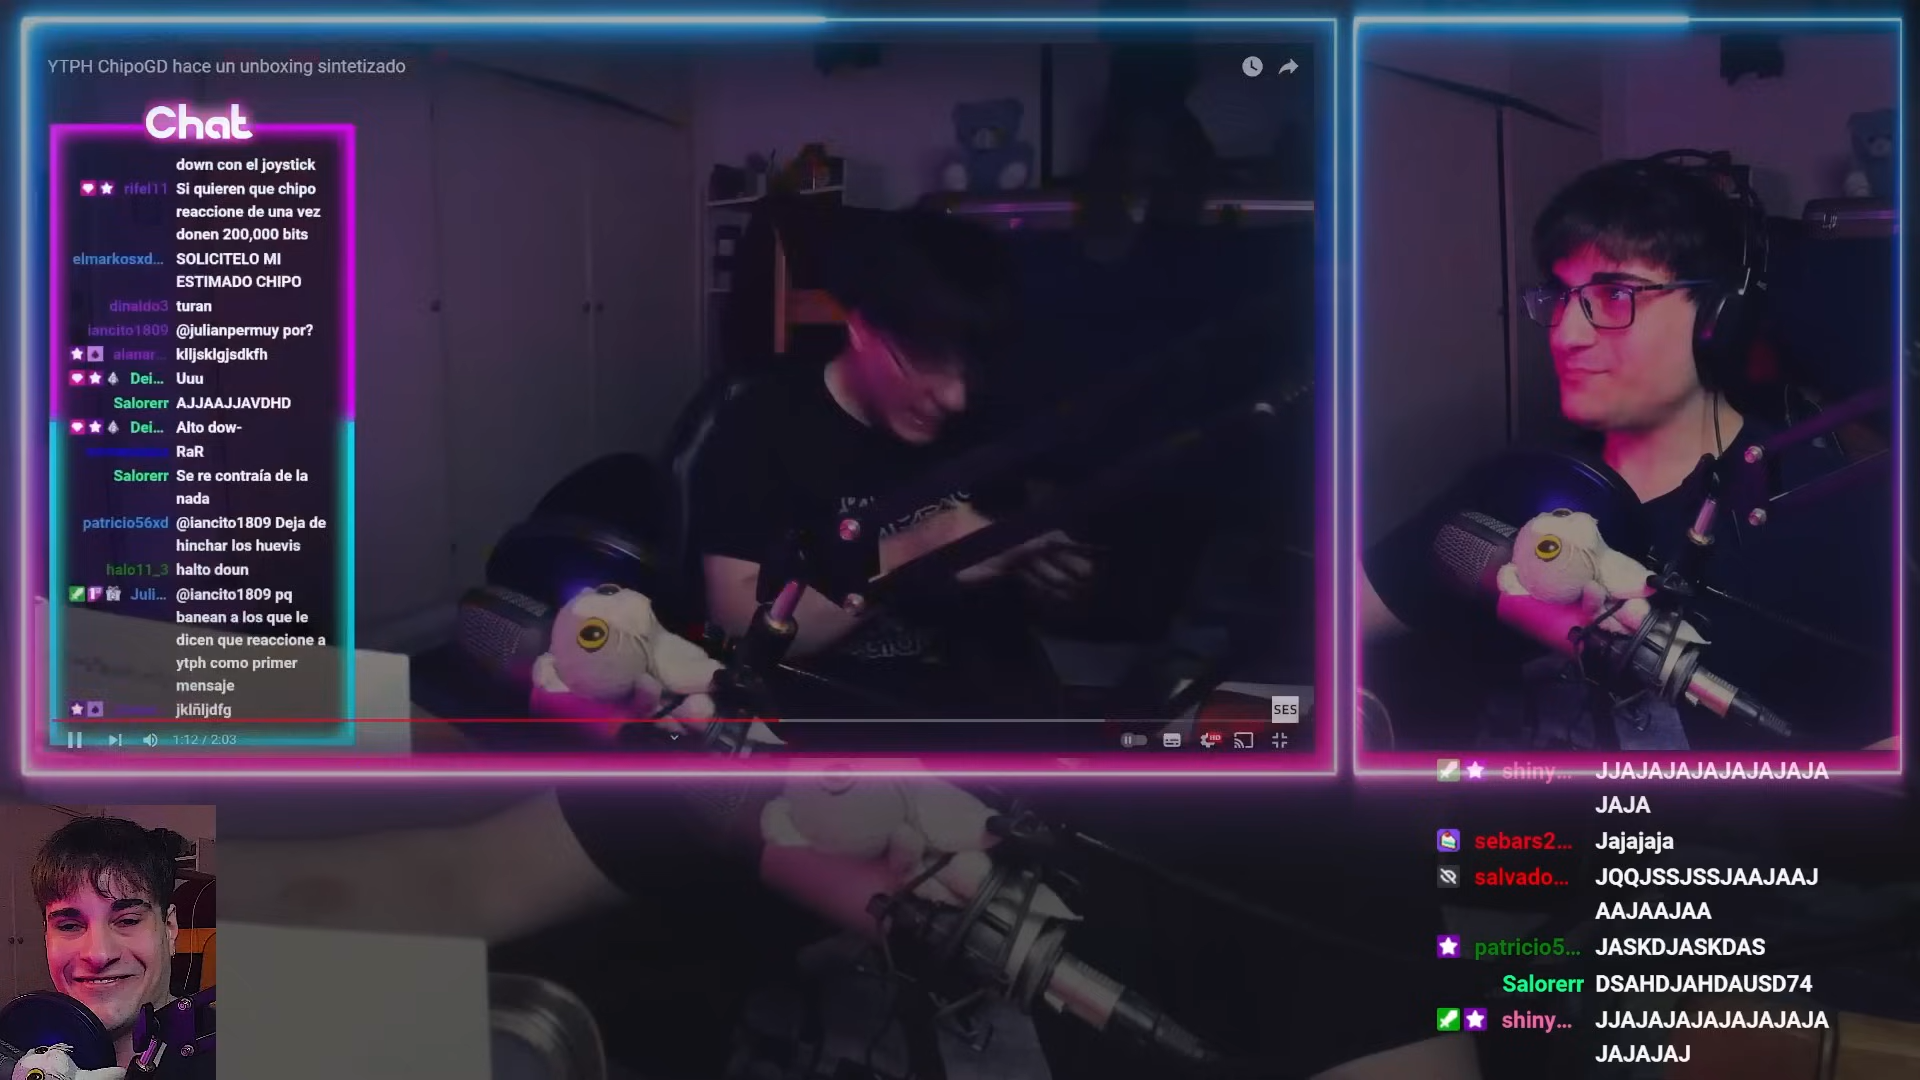 YTPH ChipoGD hace un unboxing sintetizado
Chat
down con el joystick
rifel11 Si quieren que chipo
reaccione de una vez
donen 200,000 bits
elmarkosxd... SOLICITELO MI
ESTIMADO CHIPO
dinaldo3 turan
iancito1809 @julianpermuy por?
alanar... klljsklgjsdkfh
Dei... Uuu
Salorerr AJJAAJJAVDHD
Dei... Alto dow-
RaR
Salorerr Se re contraía de la
nada
patricio56xd @iancito1809 Deja de
hinchar los huevis
halo11_3 halto doun
Juli... @iancito1809 pq
banean a los que le
dicen que reaccione a
ytph como primer
mensaje
jklñljdfg
SES
1:12 / 2:03
HD
shiny... JJAJAJAJAJAJAJAJA
JAJA
sebars2... Jajajaja
salvado... JQQJSSJSSJAAJAAJ
AAJAAJAA
patricio5... JASKDJASKDAS
Salorerr DSAHDJAHDAUSD74
shiny... JJAJAJAJAJAJAJAJA
JAJAJAJ